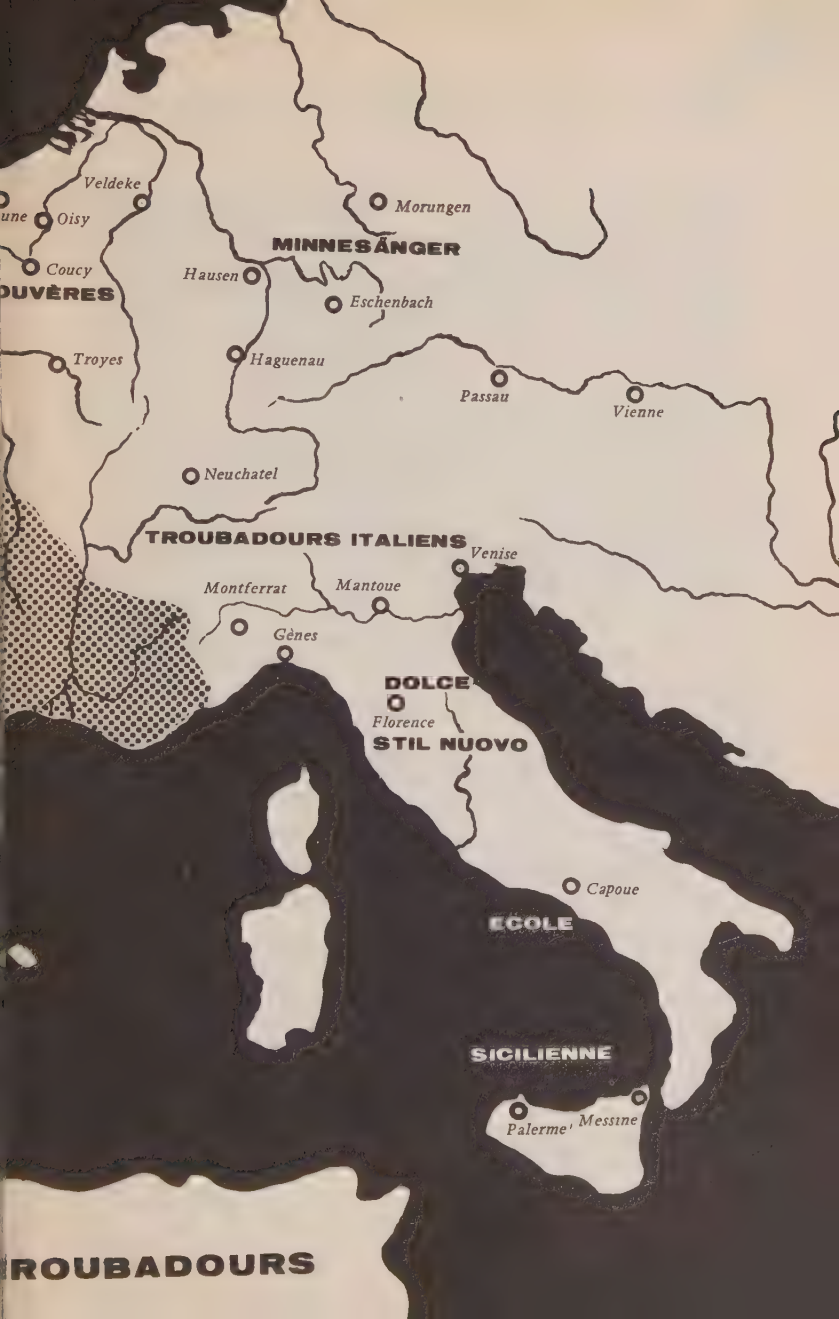 Veldeke
Morungen
une
Oisy
MINNESÄNGER
Coucy
Hausen
OUVÈRES
Eschenbach
Troyes
Haguenau
Passau
Vienne
Neuchatel
TROUBADOURS ITALIENS
Venise
Montferrat
Mantoue
Gènes
DOLCE
Florence
STIL NUOVO
Capoue
ECOLE
SICILIENNE
Palerme
Messine
ROUBADOURS